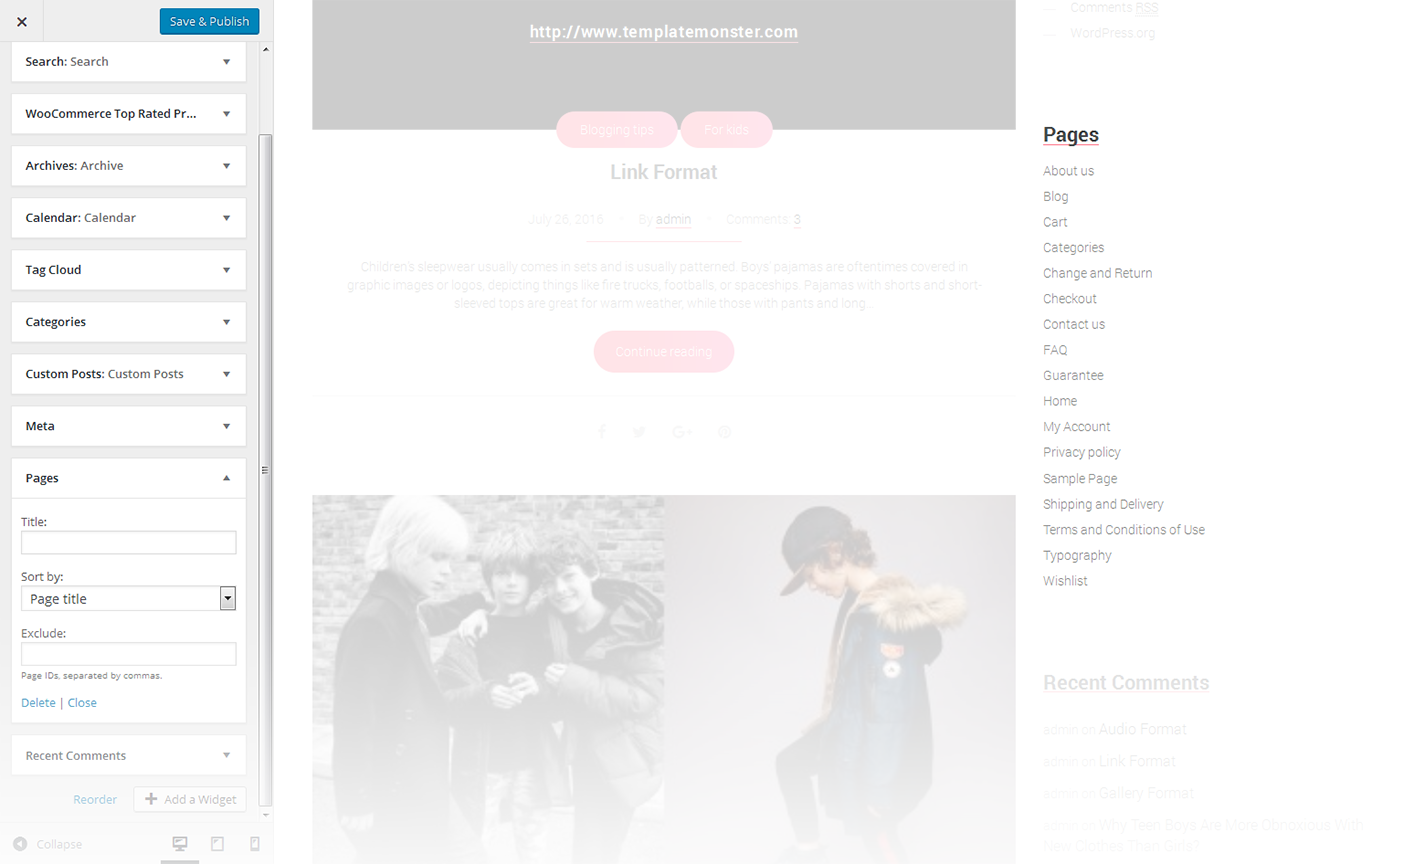 Save & Publish
Search: Search
WooCommerce Top Rated Pr...
Archives: Archive
Calendar: Calendar
Tag Cloud
Categories
Custom Posts: Custom Posts
Meta
Pages
Title:
Sort by:
Page title
Exclude:
Page IDs, separated by commas.
Delete | Close
Recent Comments
Reorder
Add a Widget
Collapse
http://www.templatemonster.com
Blogging tips
For kids
Link Format
July 26, 2016
By admin
Comments: 3
Children's sleepwear usually comes in sets and is usually patterned. Boys' pajamas are oftentimes covered in
graphic images or logos, depicting things like fire trucks, footballs, or spaceships. Pajamas with shorts and short-
sleeved tops are great for warm weather, while those with pants and long...
Continue reading
Comments RSS
WordPress.org
Pages
About us
Blog
Cart
Categories
Change and Return
Checkout
Contact us
FAQ
Guarantee
Home
My Account
Privacy policy
Sample Page
Shipping and Delivery
Terms and Conditions of Use
Typography
Wishlist
Recent Comments
admin on Audio Format
admin on Link Format
admin on Gallery Format
admin on Why Teen Boys Are More Obnoxious With
New Clothes Than Girls?